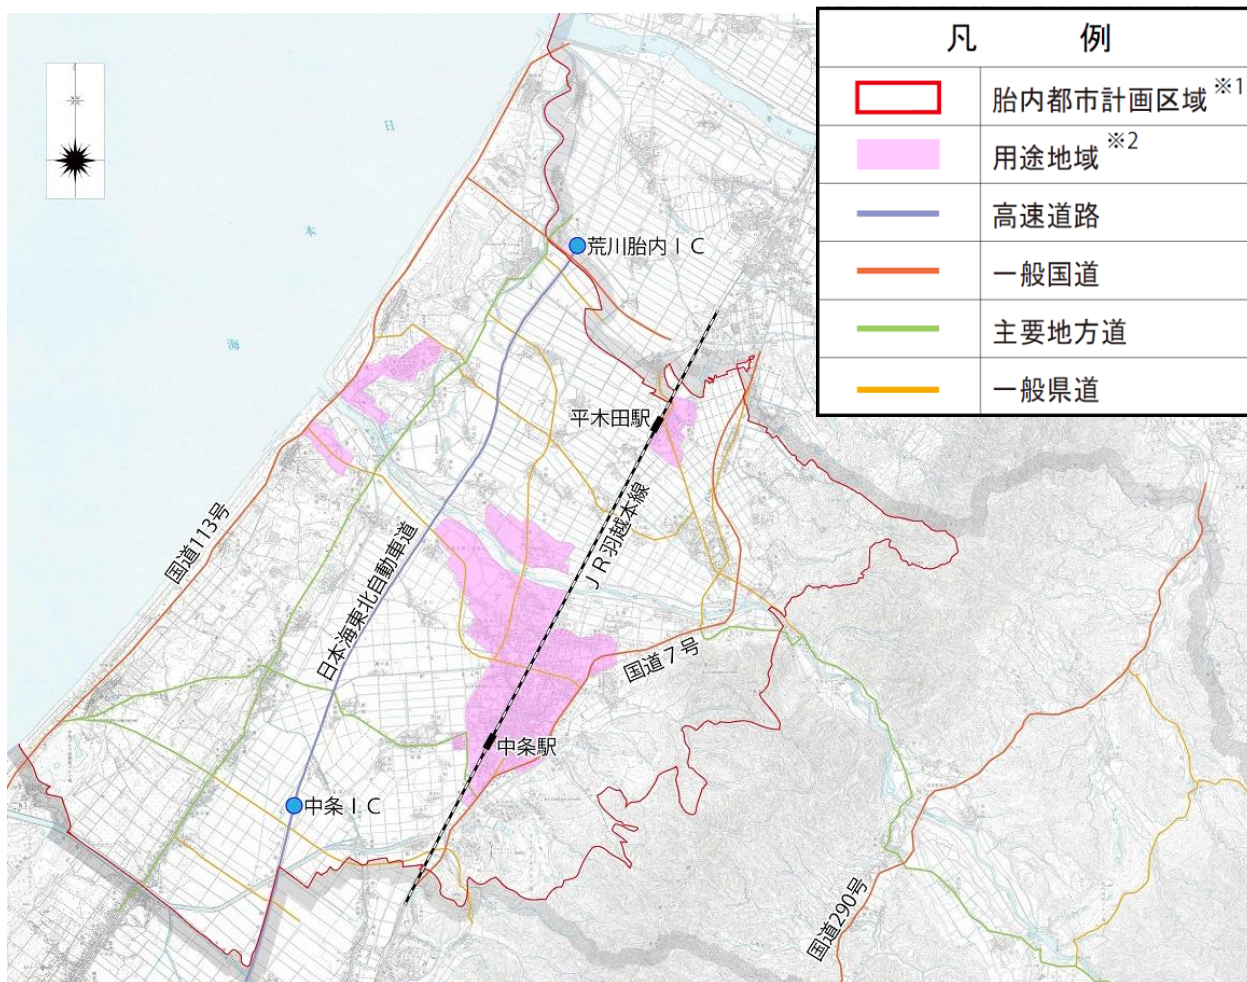 凡 例
胎内都市計画区域 ※1
用途地域 ※2
高速道路
一般国道
主要地方道
一般県道
日
本
海
荒川胎内IC
平木田駅
JR羽越本線
国道113号
日本海東北自動車道
国道7号
中条駅
中条IC
国道290号